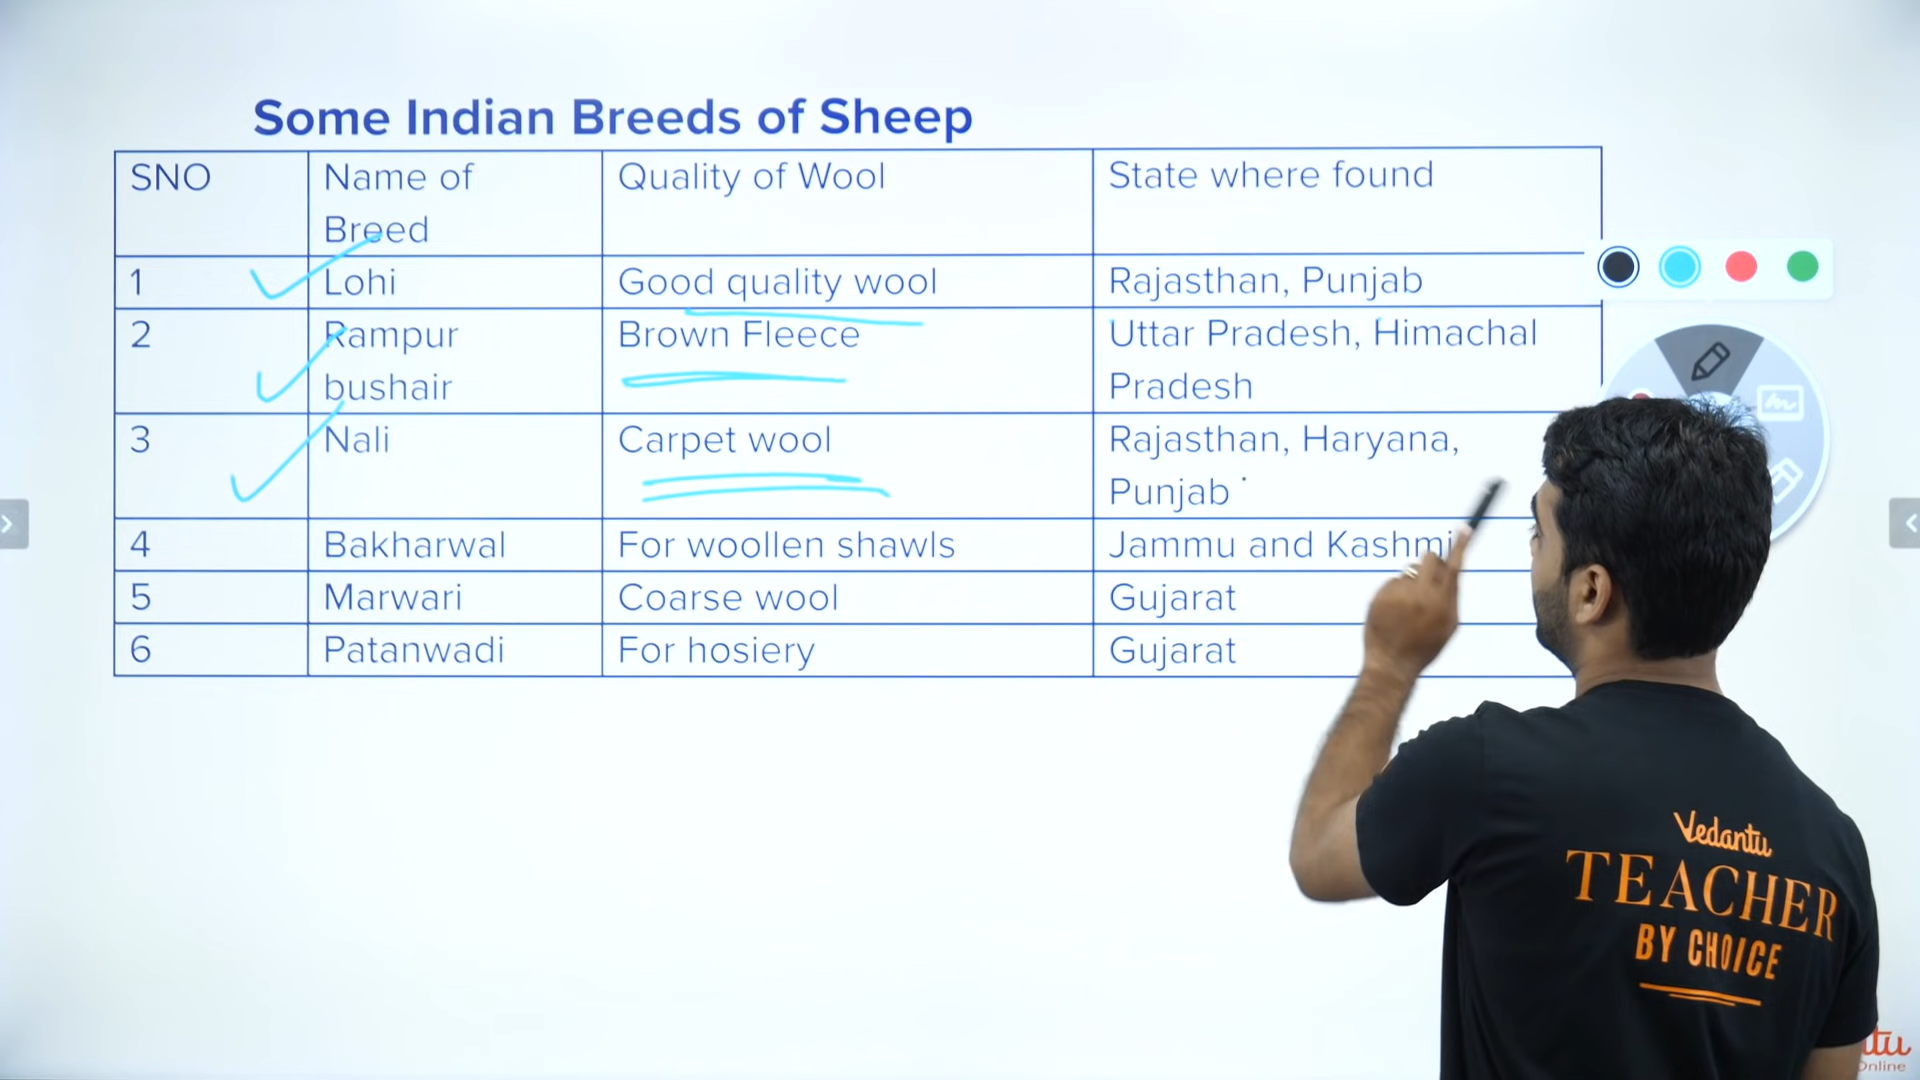 Some Indian Breeds of Sheep
SNO
Name of
Breed
Quality of Wool
State where found
1
Lohi
Good quality wool
Rajasthan, Punjab
2
Rampur
bushair
Brown Fleece
Uttar Pradesh, Himachal
Pradesh
3
Nali
Carpet wool
Rajasthan, Haryana,
Punjab
4
Bakharwal
For woollen shawls
Jammu and Kashmi
5
Marwari
Coarse wool
Gujarat
6
Patanwadi
For hosiery
Gujarat
Vedantu
TEACHER
BY CHOICE
tu
Online